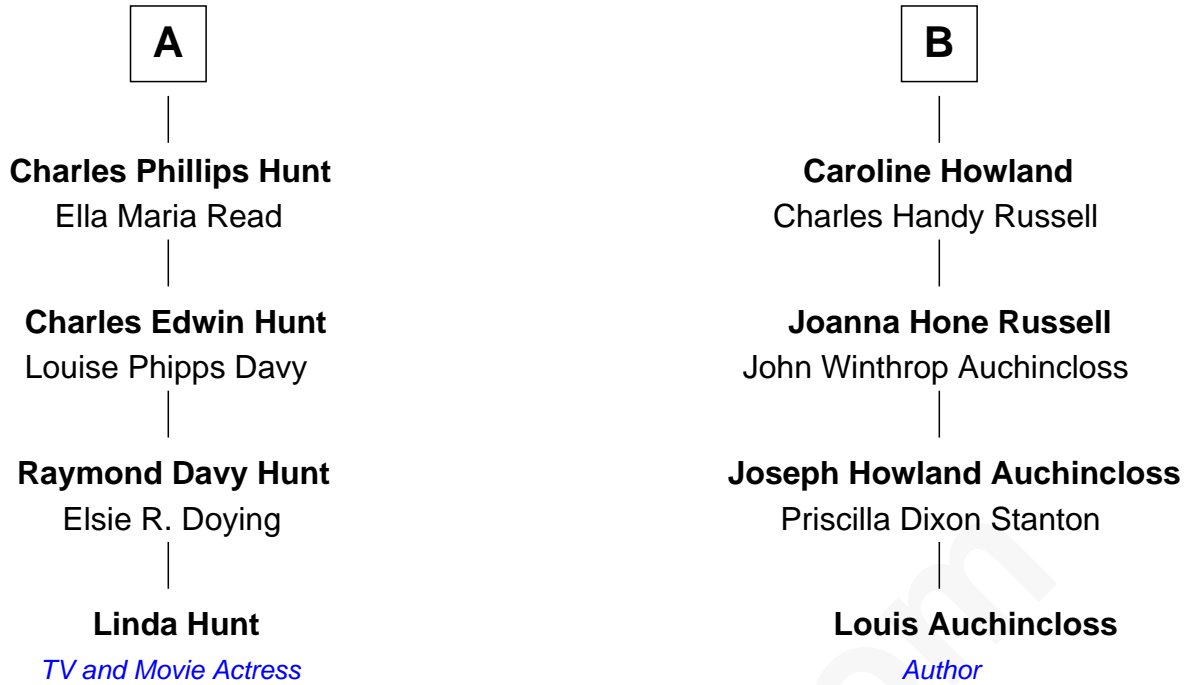 A
Charles Phillips Hunt
Ella Maria Read
Charles Edwin Hunt
Louise Phipps Davy
Raymond Davy Hunt
Elsie R. Doying
Linda Hunt
TV and Movie Actress
B
Caroline Howland
Charles Handy Russell
Joanna Hone Russell
John Winthrop Auchincloss
Joseph Howland Auchincloss
Priscilla Dixon Stanton
Louis Auchincloss
Author